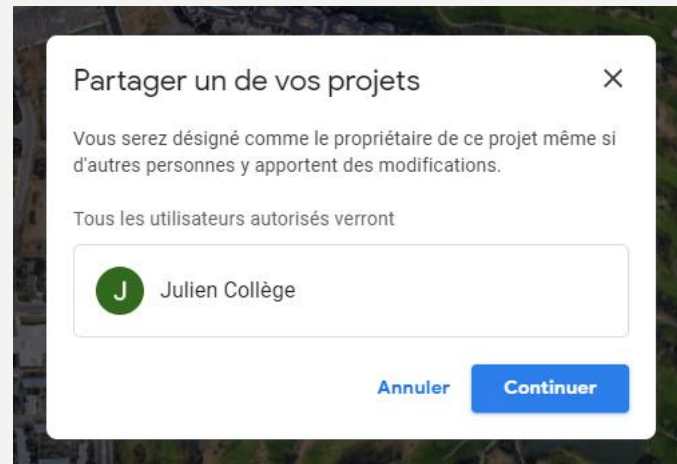 Partager un de vos projets
Vous serez désigné comme le propriétaire de ce projet même si
d'autres personnes y apportent des modifications.
Tous les utilisateurs autorisés verront
J
Julien Collège
Annuler
Continuer